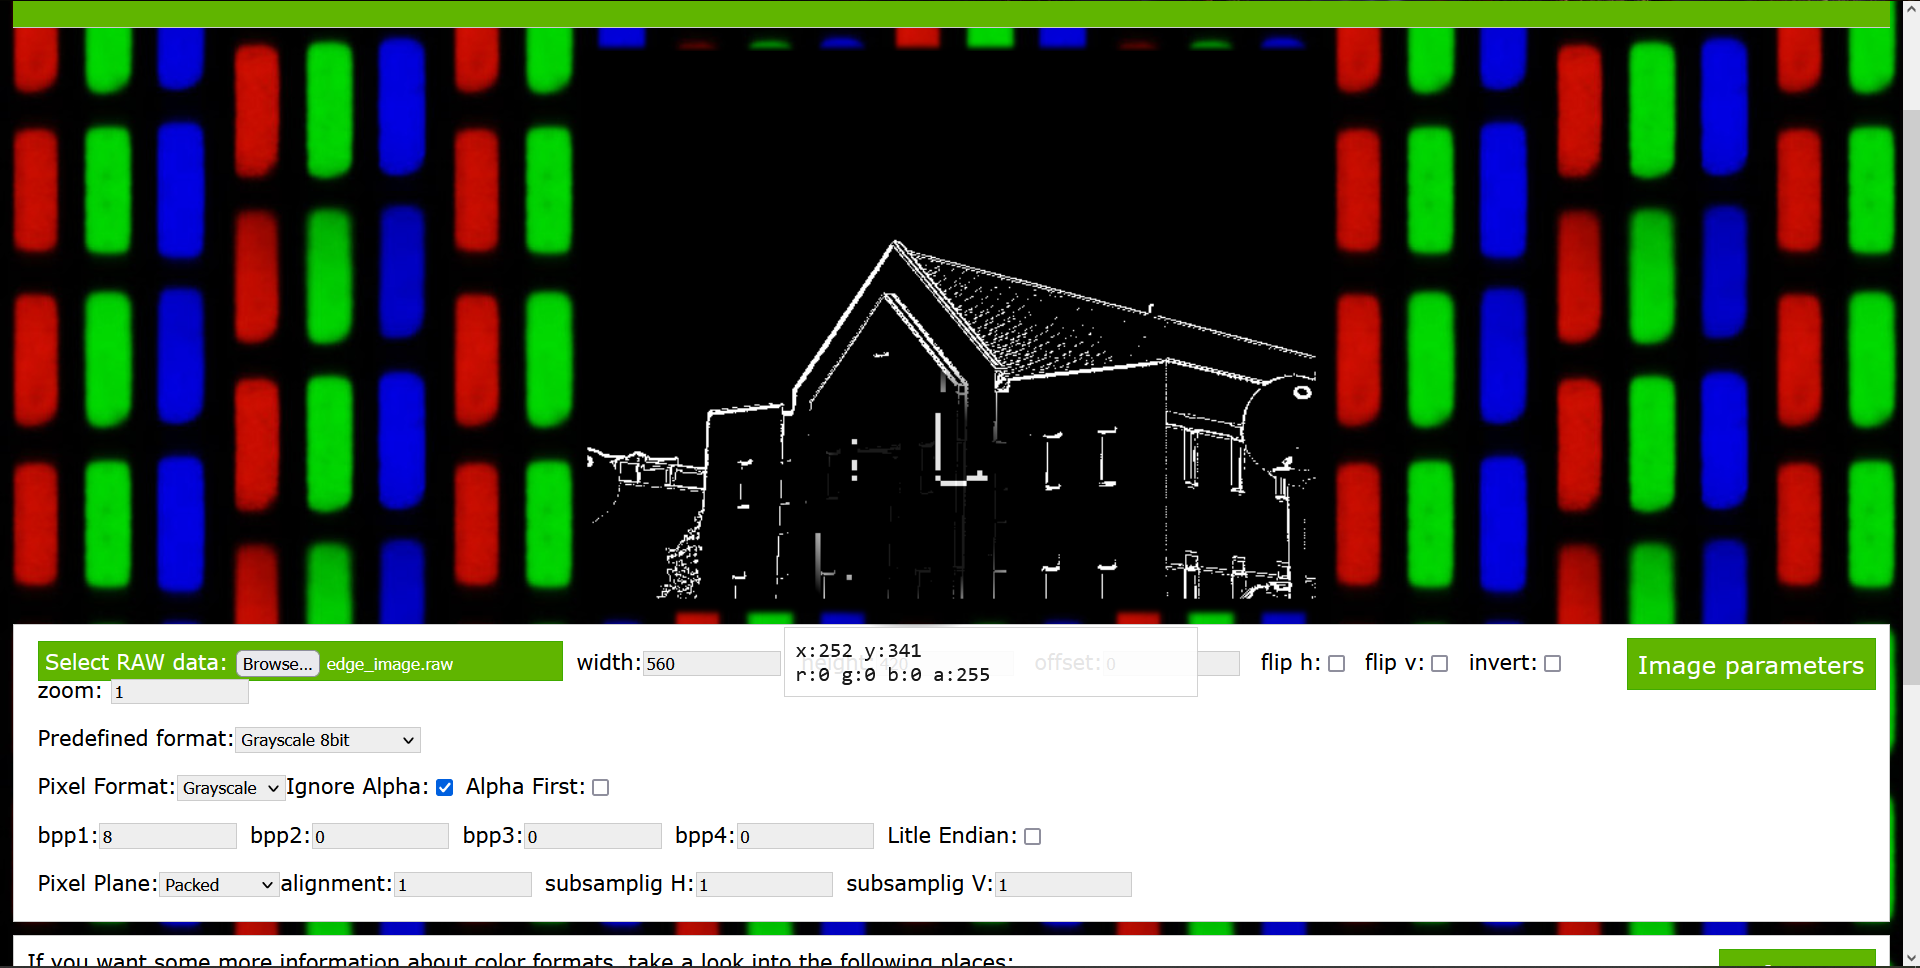 Select RAW data: Browse... edge_image.raw width: 560 height: 420 offset: 0 flip h: flip v: invert: Image parameters
x:252 y:341
r:0 g:0 b:0 a:255
zoom: 1
Predefined format: Grayscale 8bit
Pixel Format: Grayscale Ignore Alpha: Alpha First:
bpp1: 8 bpp2: 0 bpp3: 0 bpp4: 0 Litle Endian:
Pixel Plane: Packed alignment: 1 subsamplig H: 1 subsamplig V: 1
If you want some more information about color formats, take a look into the following places: